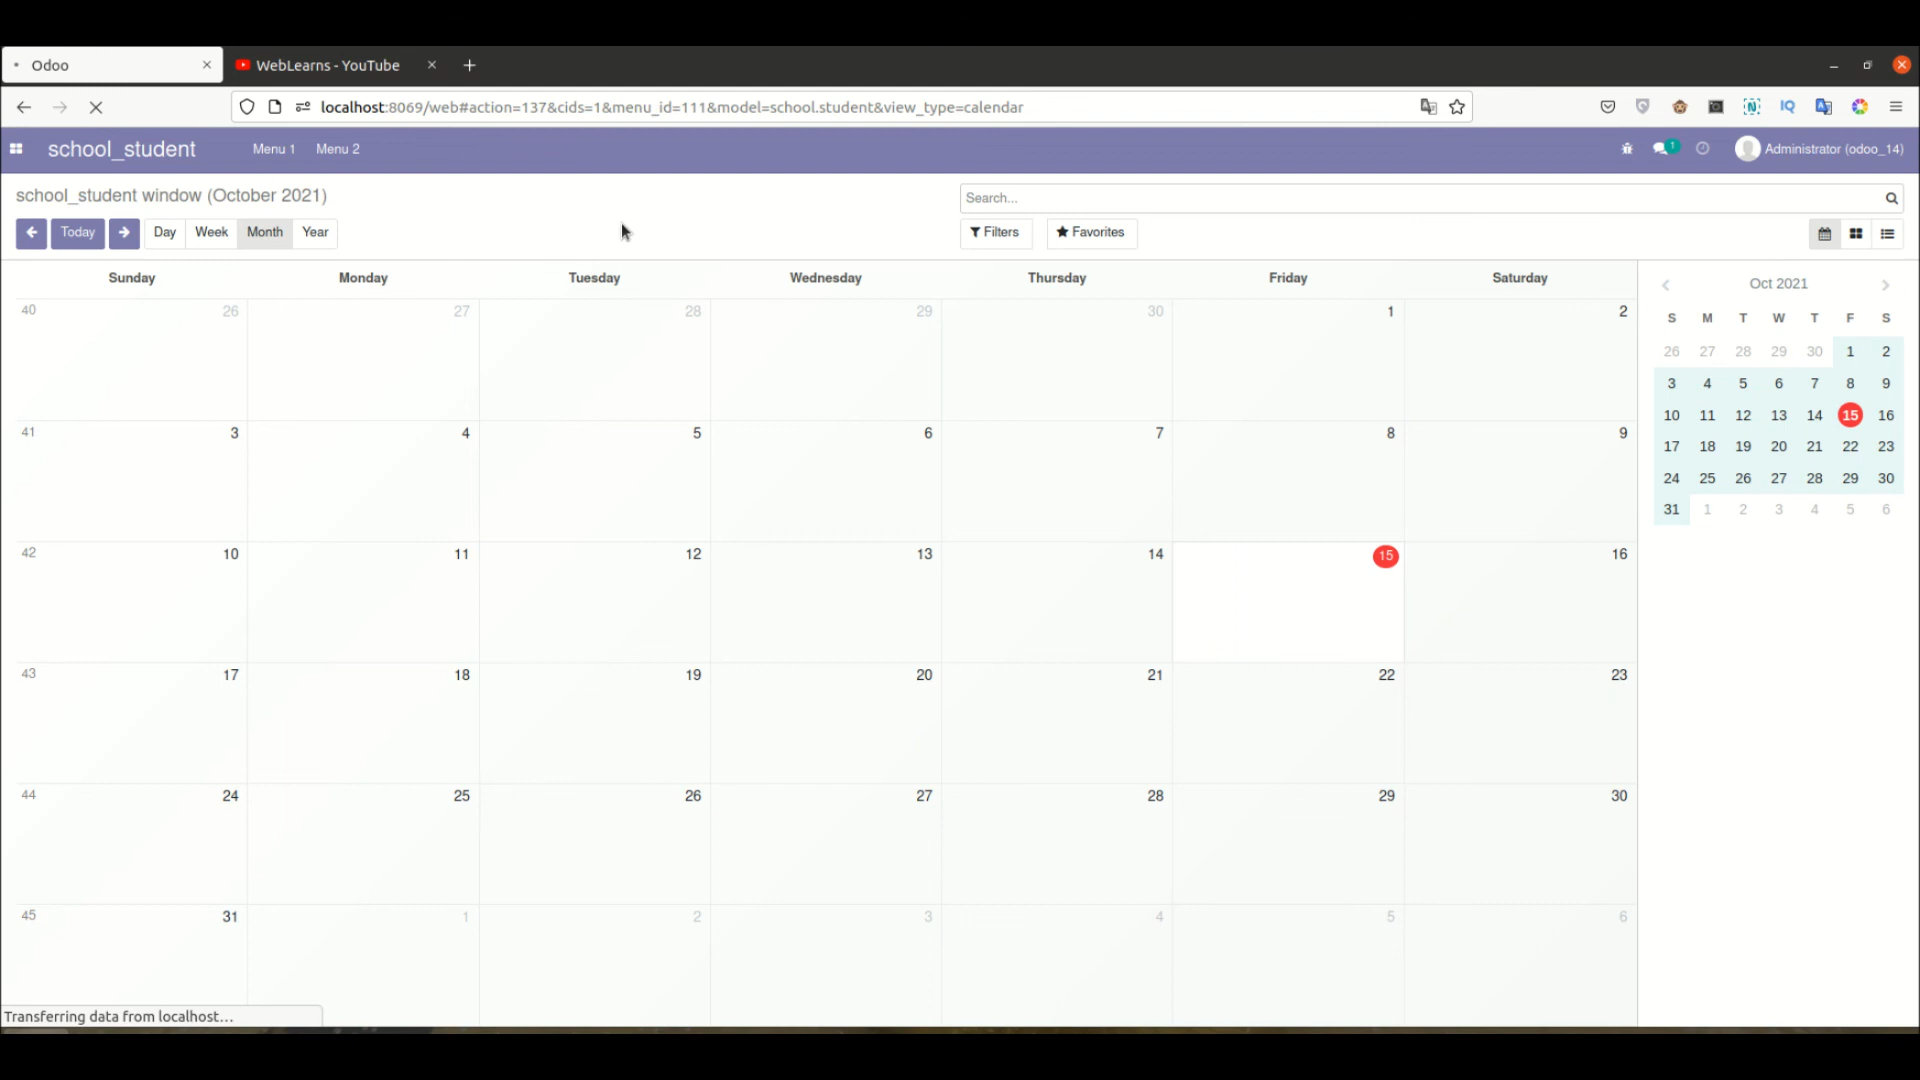 Odoo
WebLearns - YouTube
localhost:8069/web#action=137&cids=1&menu_id=111&model=school.student&view_type=calendar
IQ
school_student Menu 1 Menu 2
1 Administrator (odoo_14)
school_student window (October 2021)
Search...
Today Day Week Month Year
Filters Favorites
Sunday Monday Tuesday Wednesday Thursday Friday Saturday
40 26 27 28 29 30 1 2
41 3 4 5 6 7 8 9
42 10 11 12 13 14 15 16
43 17 18 19 20 21 22 23
44 24 25 26 27 28 29 30
45 31 1 2 3 4 5 6
Oct 2021
S M T W T F S
26 27 28 29 30 1 2
3 4 5 6 7 8 9
10 11 12 13 14 15 16
17 18 19 20 21 22 23
24 25 26 27 28 29 30
31 1 2 3 4 5 6
Transferring data from localhost...